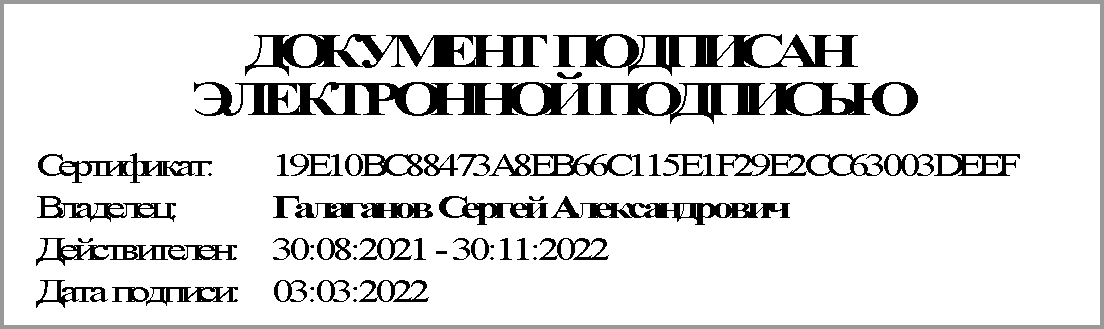 ДОКУМЕНТ ПОДПИСАН
ЭЛЕКТРОННОЙ ПОДПИСЬЮ
Сертификат: 19E10BC88473A8EB66C115E1F29E2CC63003DEEF
Владелец: Галаганов Сергей Александрович
Действителен: 30:08:2021 - 30:11:2022
Дата подписи: 03:03:2022